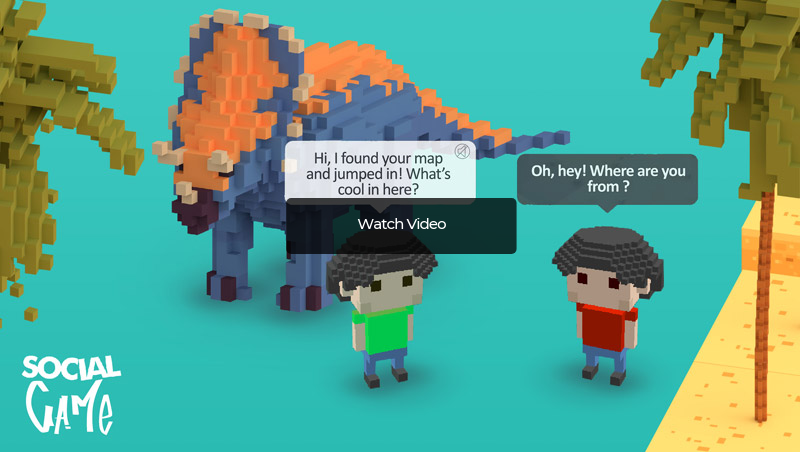 Hi, I found your map
and jumped in! What's
cool in here?
Oh, hey! Where are you
from ?
Watch Video
SOCIAL
GAME